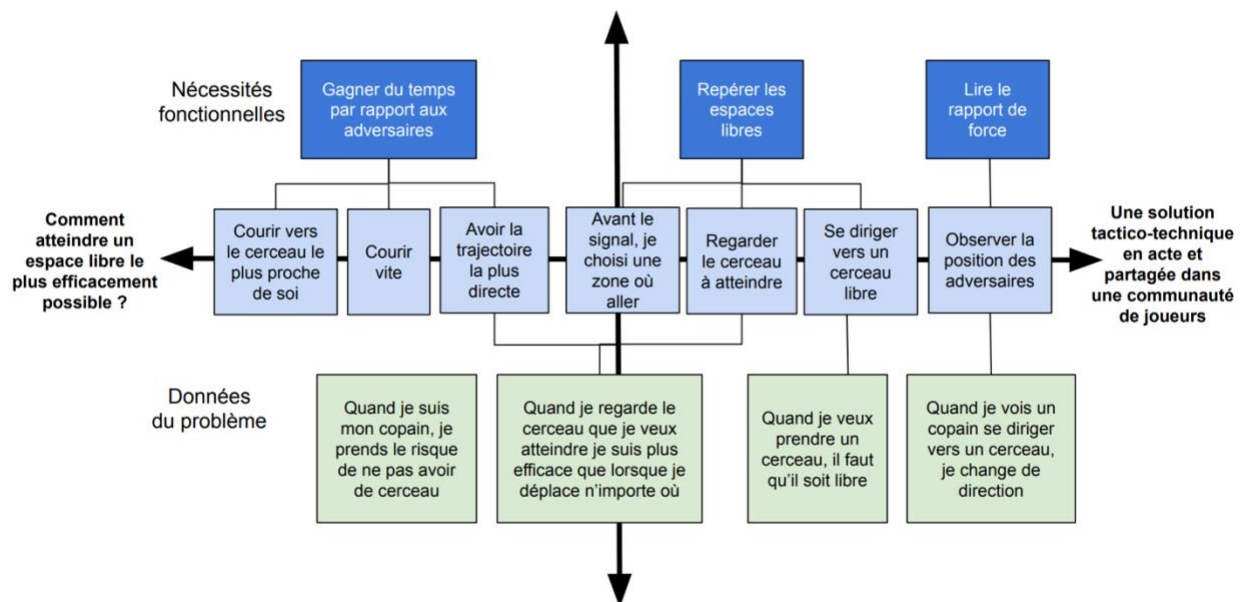 Nécessités
fonctionnelles
Gagner du temps
par rapport aux
adversaires
Repérer les
espaces
libres
Lire le
rapport de
force
Comment
atteindre un
espace libre le
plus efficacement
possible ?
Courir vers
le cerceau le
plus proche
de soi
Courir
vite
Avoir la
trajectoire
la plus
directe
Avant le
signal, je
choisi une
zone où
aller
Regarder
le cerceau
à atteindre
Se diriger
vers un
cerceau
libre
Observer la
position des
adversaires
Une solution
tactico-technique
en acte et
partagée dans
une communauté
de joueurs
Données
du problème
Quand je suis
mon copain, je
prends le risque
de ne pas avoir
de cerceau
Quand je regarde le
cerceau que je veux
atteindre je suis plus
efficace que lorsque je
déplace n’importe où
Quand je veux
prendre un
cerceau, il faut
qu’il soit libre
Quand je vois un
copain se diriger
vers un cerceau,
je change de
direction